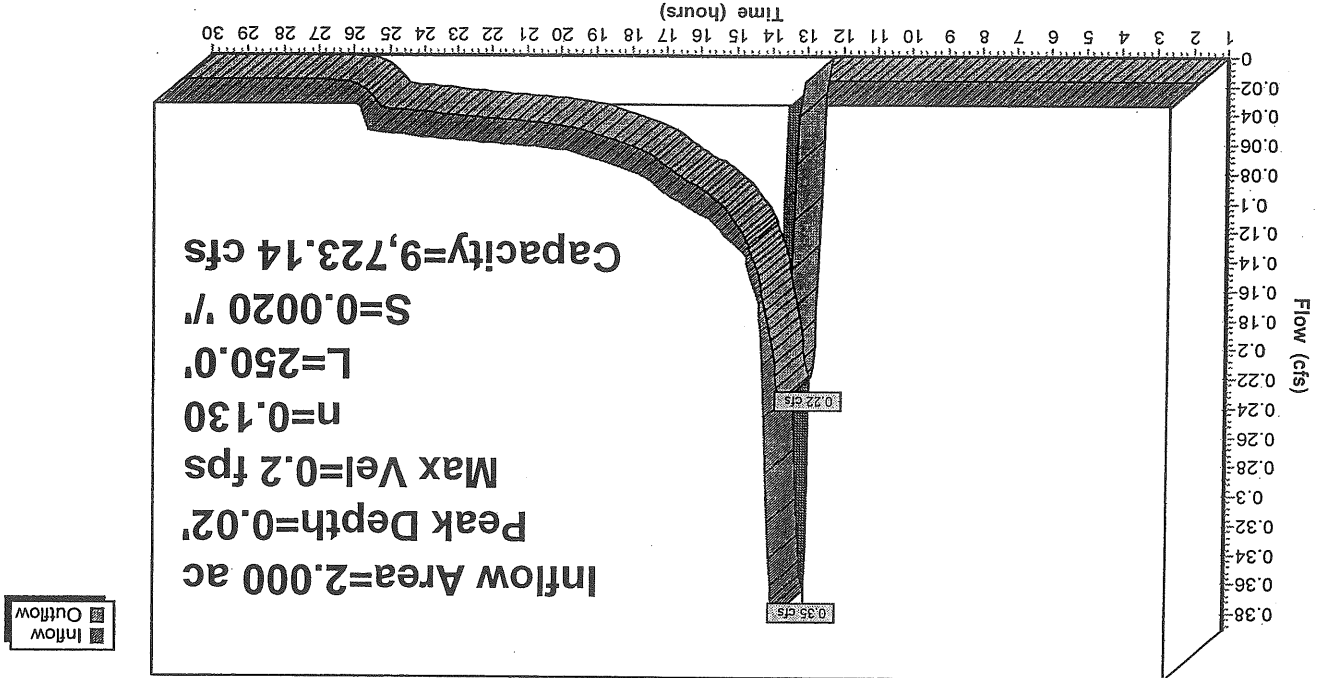 Inflow
Outflow
0.35 cfs
Inflow Area=2.000 ac
Peak Depth=0.02'
Max Vel=0.2 fps
n=0.130
L=250.0'
S=0.0020 '/'
Capacity=9,723.14 cfs
0.22 cfs
Flow (cfs)
0.38
0.36
0.34
0.32
0.3
0.28
0.26
0.24
0.22
0.2
0.18
0.16
0.14
0.12
0.1
0.08
0.06
0.04
0.02
0
1 2 3 4 5 6 7 8 9 10 11 12 13 14 15 16 17 18 19 20 21 22 23 24 25 26 27 28 29 30
Time (hours)